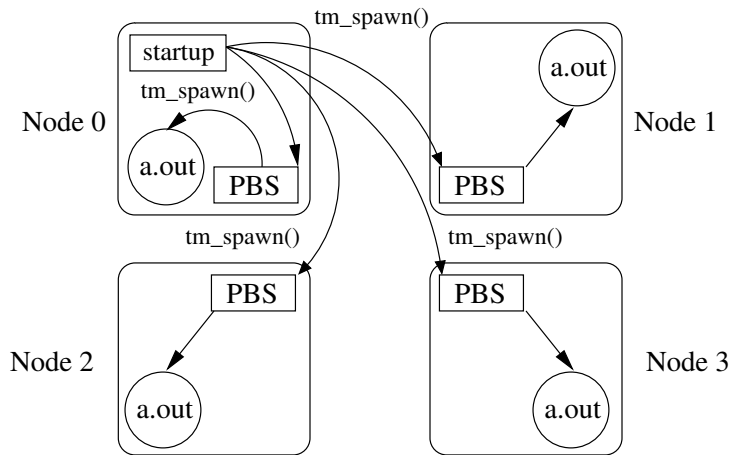 tm_spawn()
startup
a.out
tm_spawn()
Node 0
Node 1
a.out
PBS
PBS
tm_spawn()
tm_spawn()
PBS
PBS
Node 2
Node 3
a.out
a.out